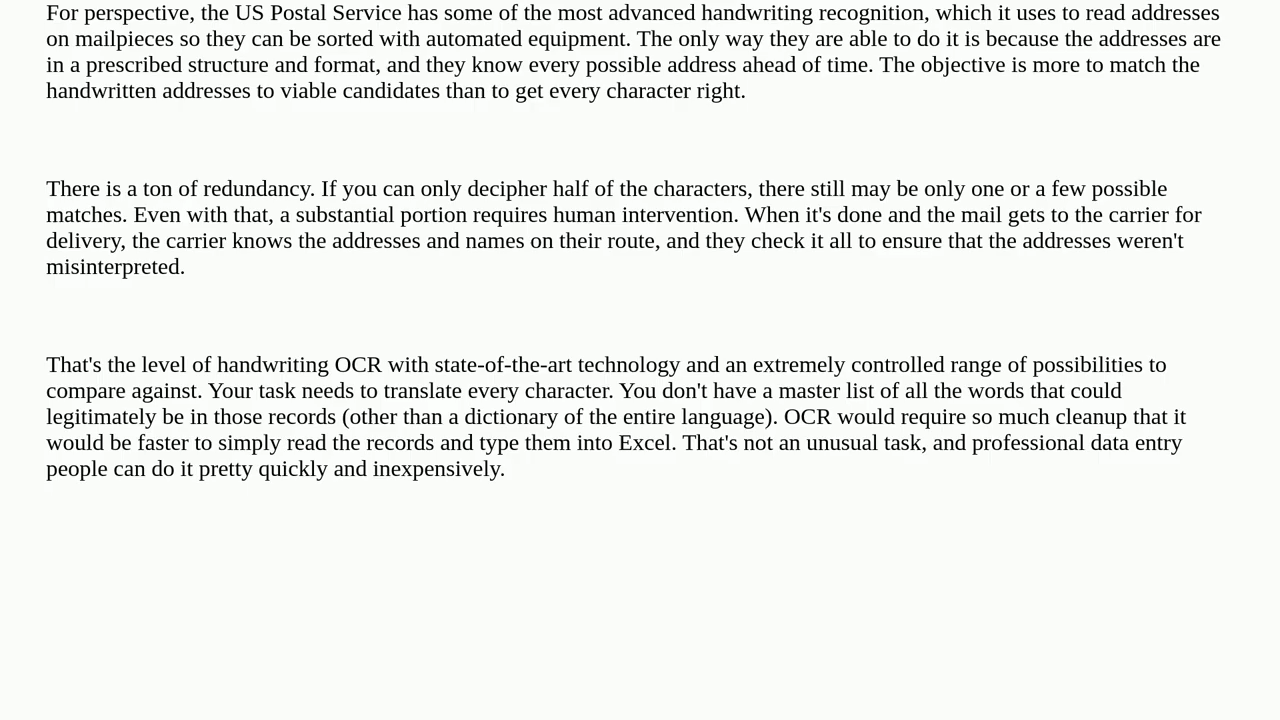 For perspective, the US Postal Service has some of the most advanced handwriting recognition, which it uses to read addresses
on mailpieces so they can be sorted with automated equipment. The only way they are able to do it is because the addresses are
in a prescribed structure and format, and they know every possible address ahead of time. The objective is more to match the
handwritten addresses to viable candidates than to get every character right.
There is a ton of redundancy. If you can only decipher half of the characters, there still may be only one or a few possible
matches. Even with that, a substantial portion requires human intervention. When it's done and the mail gets to the carrier for
delivery, the carrier knows the addresses and names on their route, and they check it all to ensure that the addresses weren't
misinterpreted.
That's the level of handwriting OCR with state-of-the-art technology and an extremely controlled range of possibilities to
compare against. Your task needs to translate every character. You don't have a master list of all the words that could
legitimately be in those records (other than a dictionary of the entire language). OCR would require so much cleanup that it
would be faster to simply read the records and type them into Excel. That's not an unusual task, and professional data entry
people can do it pretty quickly and inexpensively.